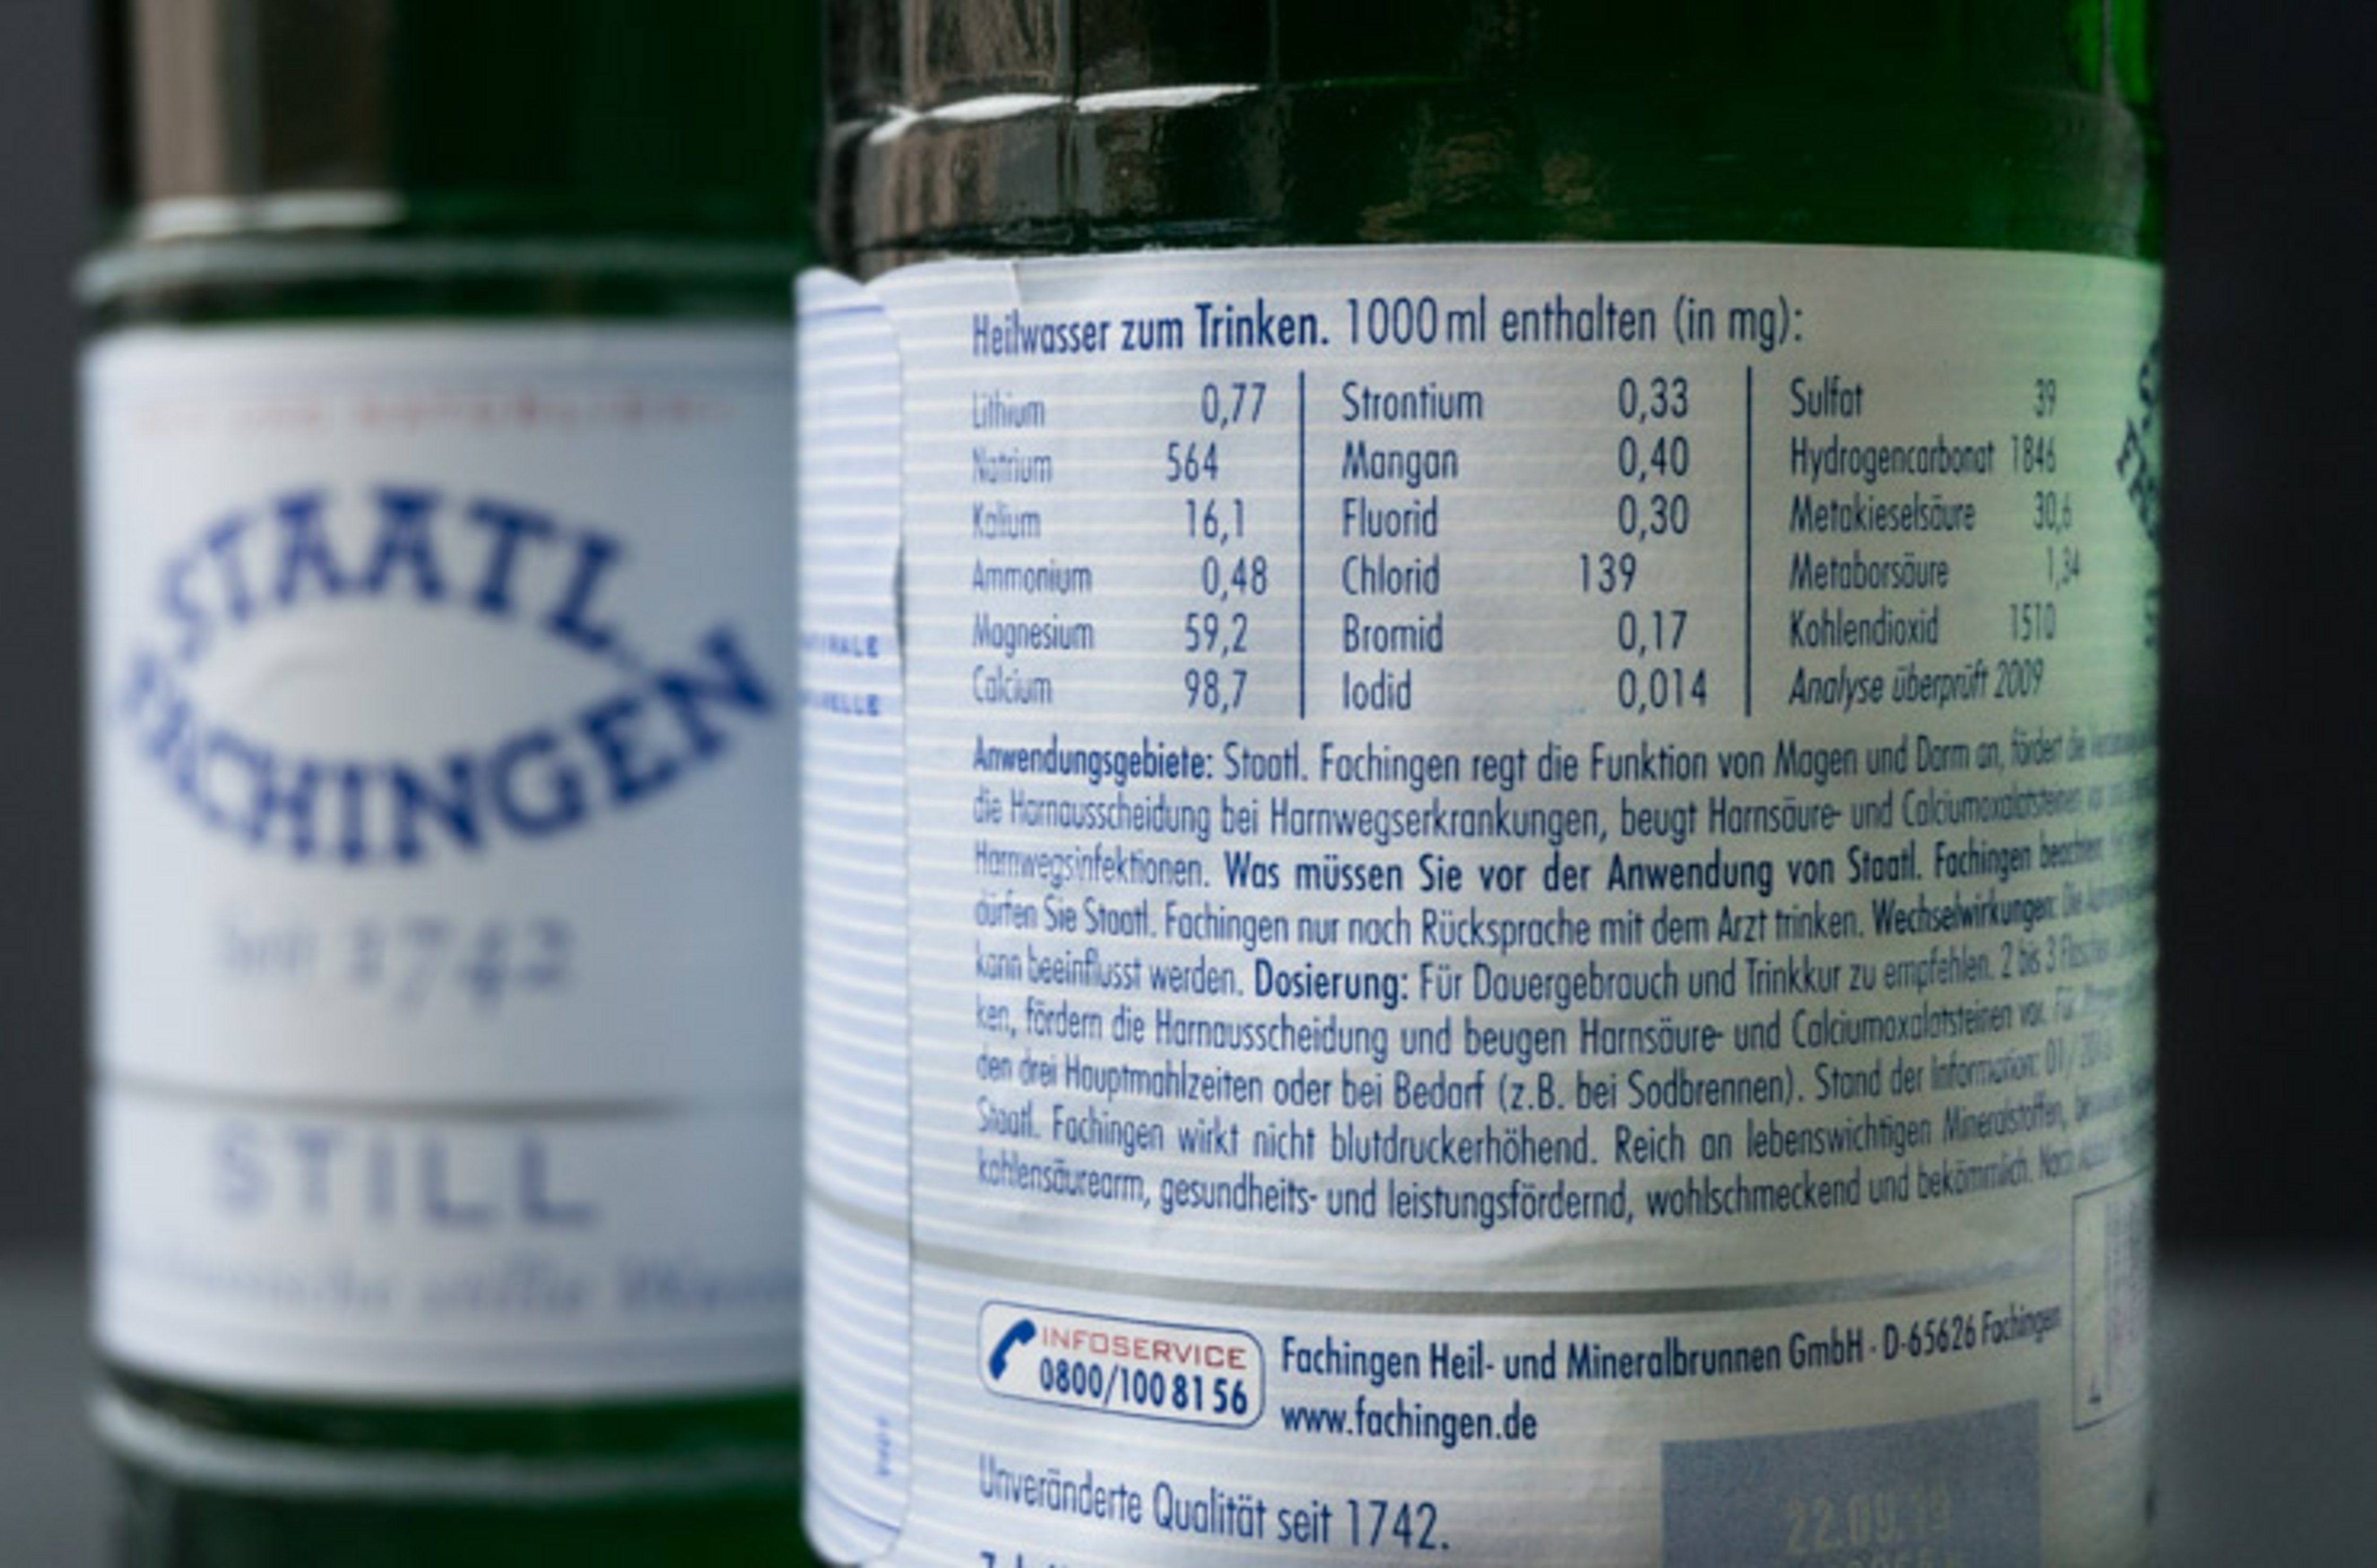 STAATL.
FACHINGEN
1742
STILL
Heilwasser zum Trinken. 1000 ml enthalten (in mg):
Lithium 0,77 Strontium 0,33 Sulfat 39
Natrium 564 Mangan 0,40 Hydrogencarbonat 1846
Kalium 16,1 Fluorid 0,30 Metakieselsäure 30,6
Ammonium 0,48 Chlorid 139 Metaborsäure 1,34
Magnesium 59,2 Bromid 0,17 Kohlendioxid 1510
Calcium 98,7 Iodid 0,014 Analyse überprüft 2009
Anwendungsgebiete: Staatl. Fachingen regt die Funktion von Magen und Darm an, fördert die
die Harnausscheidung bei Harnwegserkrankungen, beugt Harnsäure- und Calciumoxalatsteinen vor
Harnwegsinfektionen. Was müssen Sie vor der Anwendung von Staatl. Fachingen beachten
dürfen Sie Staatl. Fachingen nur nach Rücksprache mit dem Arzt trinken. Wechselwirkungen: Die
kann beeinflusst werden. Dosierung: Für Dauergebrauch und Trinkkur zu empfehlen. 2 bis 3 Flaschen
ken, fördern die Harnausscheidung und beugen Harnsäure- und Calciumoxalatsteinen vor. Für
den drei Hauptmahlzeiten oder bei Bedarf (z.B. bei Sodbrennen). Stand der Information:
Staatl. Fachingen wirkt nicht blutdruckerhöhend. Reich an lebenswichtigen Mineralstoffen,
kohlensäurearm, gesundheits- und leistungsfördernd, wohlschmeckend und bekömmlich. Nach
INFOSERVICE
0800/100 81 56
Fachingen Heil- und Mineralbrunnen GmbH · D-65626 Fachingen
www.fachingen.de
Unveränderte Qualität seit 1742.
22.09.19